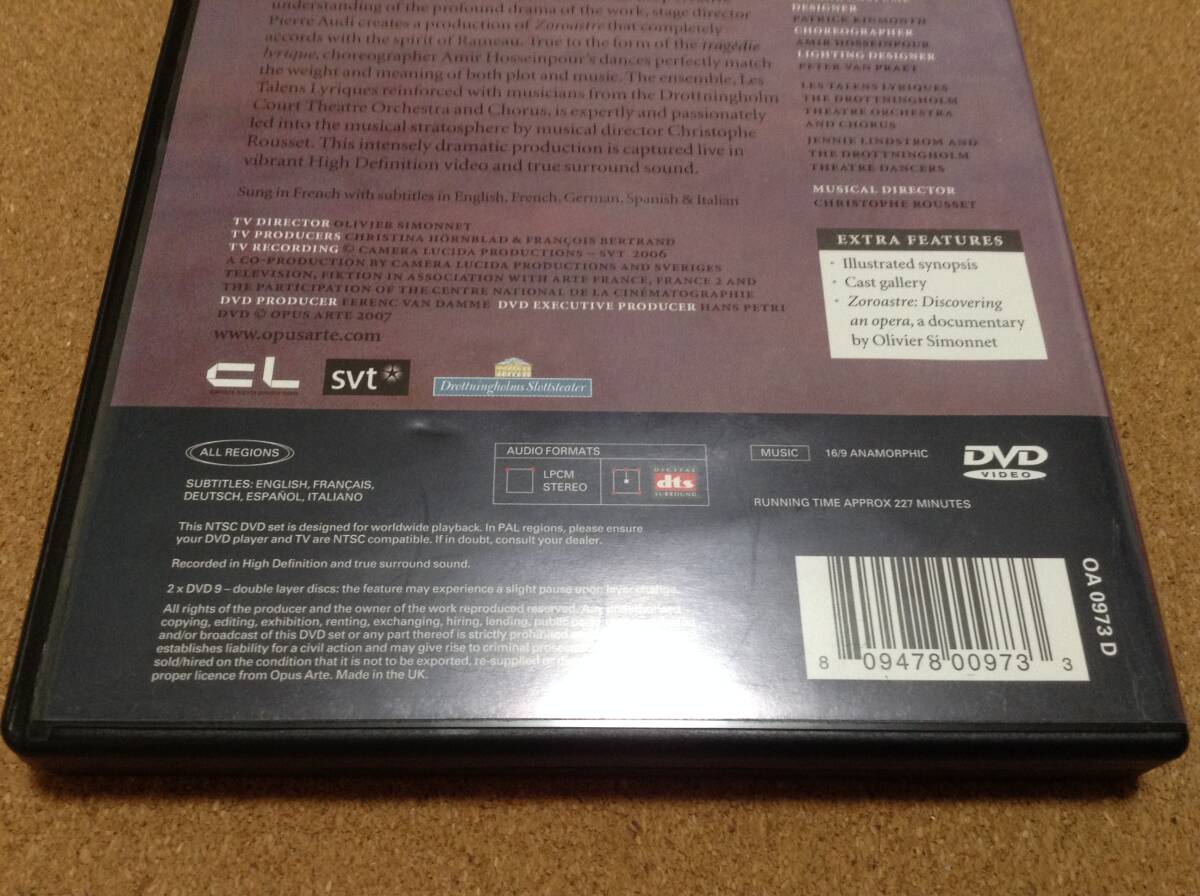 understanding of the profound drama of the work, stage director
Pierre Audi creates a production of Zoroastre that completely
accords with the spirit of Rameau. True to the form of the tragédie
lyrique, choreographer Amir Hosseinpour's dances perfectly match
the weight and meaning of both plot and music. The ensemble, Les
Talens Lyriques reinforced with musicians from the Drottningholm
Court Theatre Orchestra and Chorus, is expertly and passionately
led into the musical stratosphere by musical director Christophe
Rousset. This intensely dramatic production is captured live in
vibrant High Definition video and true surround sound.
Sung in French with subtitles in English, French, German, Spanish & Italian
TV DIRECTOR OLIVIER SIMONNET
TV PRODUCERS CHRISTINA HÖRNBLAD & FRANÇOIS BERTRAND
TV RECORDING © CAMERA LUCIDA PRODUCTIONS – SVT 2006
A CO-PRODUCTION BY CAMERA LUCIDA PRODUCTIONS AND SVERIGES
TELEVISION, FIKTION IN ASSOCIATION WITH ARTE FRANCE, FRANCE 2 AND
THE PARTICIPATION OF THE CENTRE NATIONAL DE LA CINÉMATOGRAPHIE
DVD PRODUCER FERENC VAN DAMME DVD EXECUTIVE PRODUCER HANS PETRI
DVD © OPUS ARTE 2007
www.opusarte.com
DESIGNER
PATRICK KINMONTH
CHOREOGRAPHER
AMIR HOSSEINPOUR
LIGHTING DESIGNER
PETER VAN PRAET
LES TALENS LYRIQUES
THE DROTTNINGHOLM
THEATRE ORCHESTRA
AND CHORUS
JENNIE LINDSTROM AND
THE DROTTNINGHOLM
THEATRE DANCERS
MUSICAL DIRECTOR
CHRISTOPHE ROUSSET
EXTRA FEATURES
• Illustrated synopsis
• Cast gallery
• Zoroastre: Discovering
an opera, a documentary
by Olivier Simonnet
CL
svt
Drottningholms Slottsteater
ALL REGIONS
SUBTITLES: ENGLISH, FRANÇAIS,
DEUTSCH, ESPAÑOL, ITALIANO
AUDIO FORMATS
LPCM
STEREO
DIGITAL
dts
SURROUND
MUSIC
16/9 ANAMORPHIC
DVD
VIDEO
RUNNING TIME APPROX 227 MINUTES
This NTSC DVD set is designed for worldwide playback. In PAL regions, please ensure
your DVD player and TV are NTSC compatible. If in doubt, consult your dealer.
Recorded in High Definition and true surround sound.
2 x DVD 9 – double layer discs: the feature may experience a slight pause upon layer change.
All rights of the producer and the owner of the work reproduced reserved. Any unauthorised
copying, editing, exhibition, renting, exchanging, hiring, lending, public
and/or broadcast of this DVD set or any part thereof is strictly prohibited
establishes liability for a civil action and may give rise to criminal
sold/hired on the condition that it is not to be exported, re-supplied
proper licence from Opus Arte. Made in the UK.
8 09478 00973 3
OA 0973 D